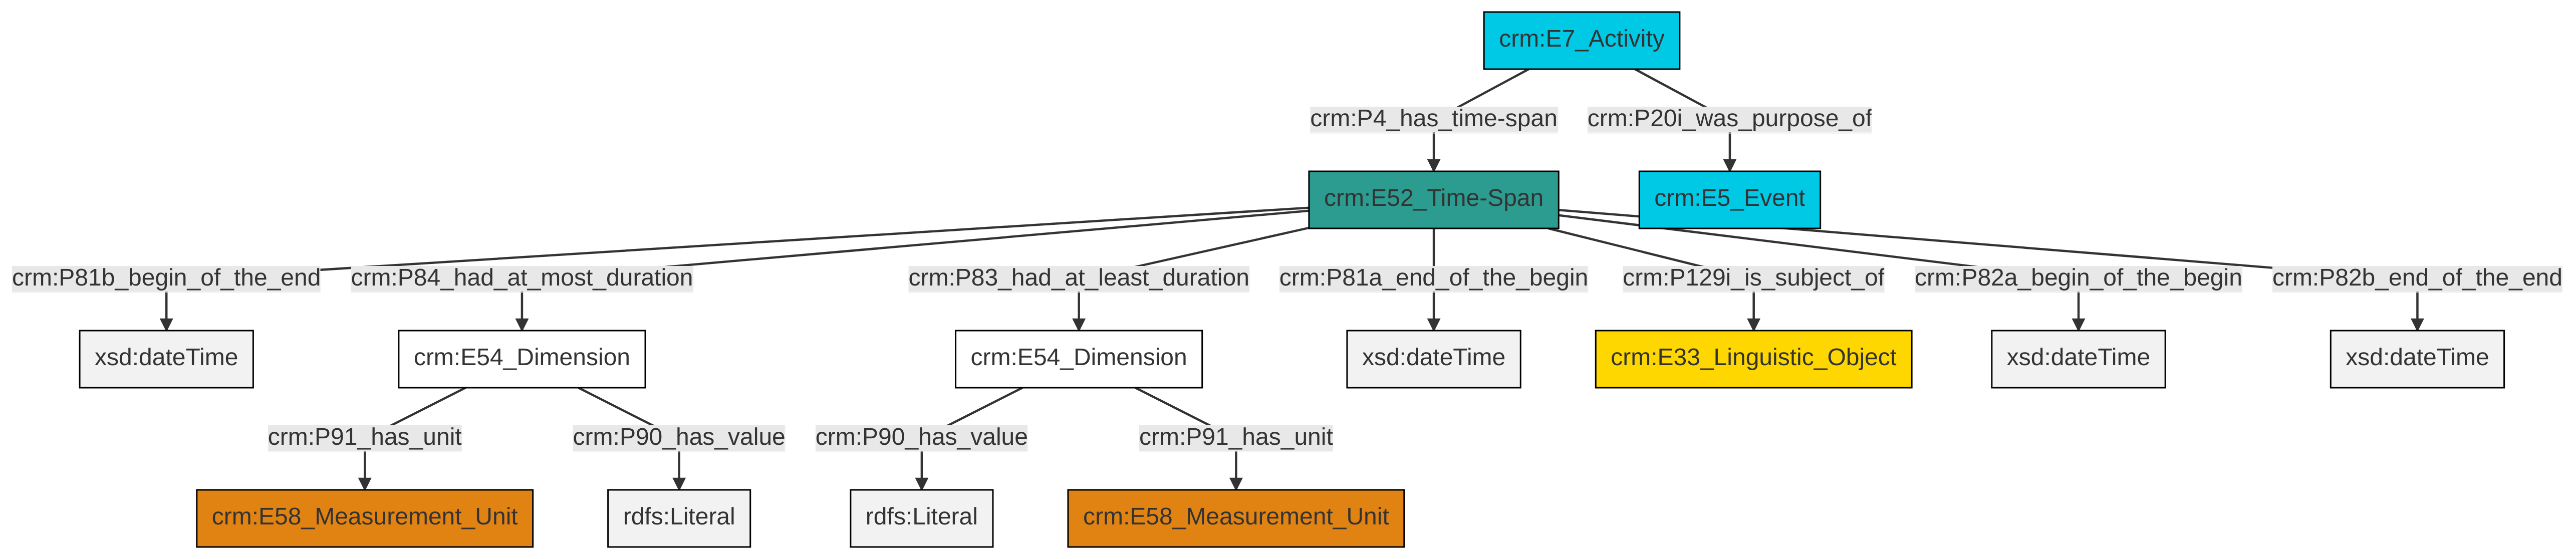 crm:E7_Activity
crm:P4_has_time-span
crm:P20i_was_purpose_of
crm:E52_Time-Span
crm:E5_Event
crm:P81b_begin_of_the_end
crm:P84_had_at_most_duration
crm:P83_had_at_least_duration
crm:P81a_end_of_the_begin
crm:P129i_is_subject_of
crm:P82a_begin_of_the_begin
crm:P82b_end_of_the_end
xsd:dateTime
crm:E54_Dimension
crm:E54_Dimension
xsd:dateTime
crm:E33_Linguistic_Object
xsd:dateTime
xsd:dateTime
crm:P91_has_unit
crm:P90_has_value
crm:P90_has_value
crm:P91_has_unit
crm:E58_Measurement_Unit
rdfs:Literal
rdfs:Literal
crm:E58_Measurement_Unit